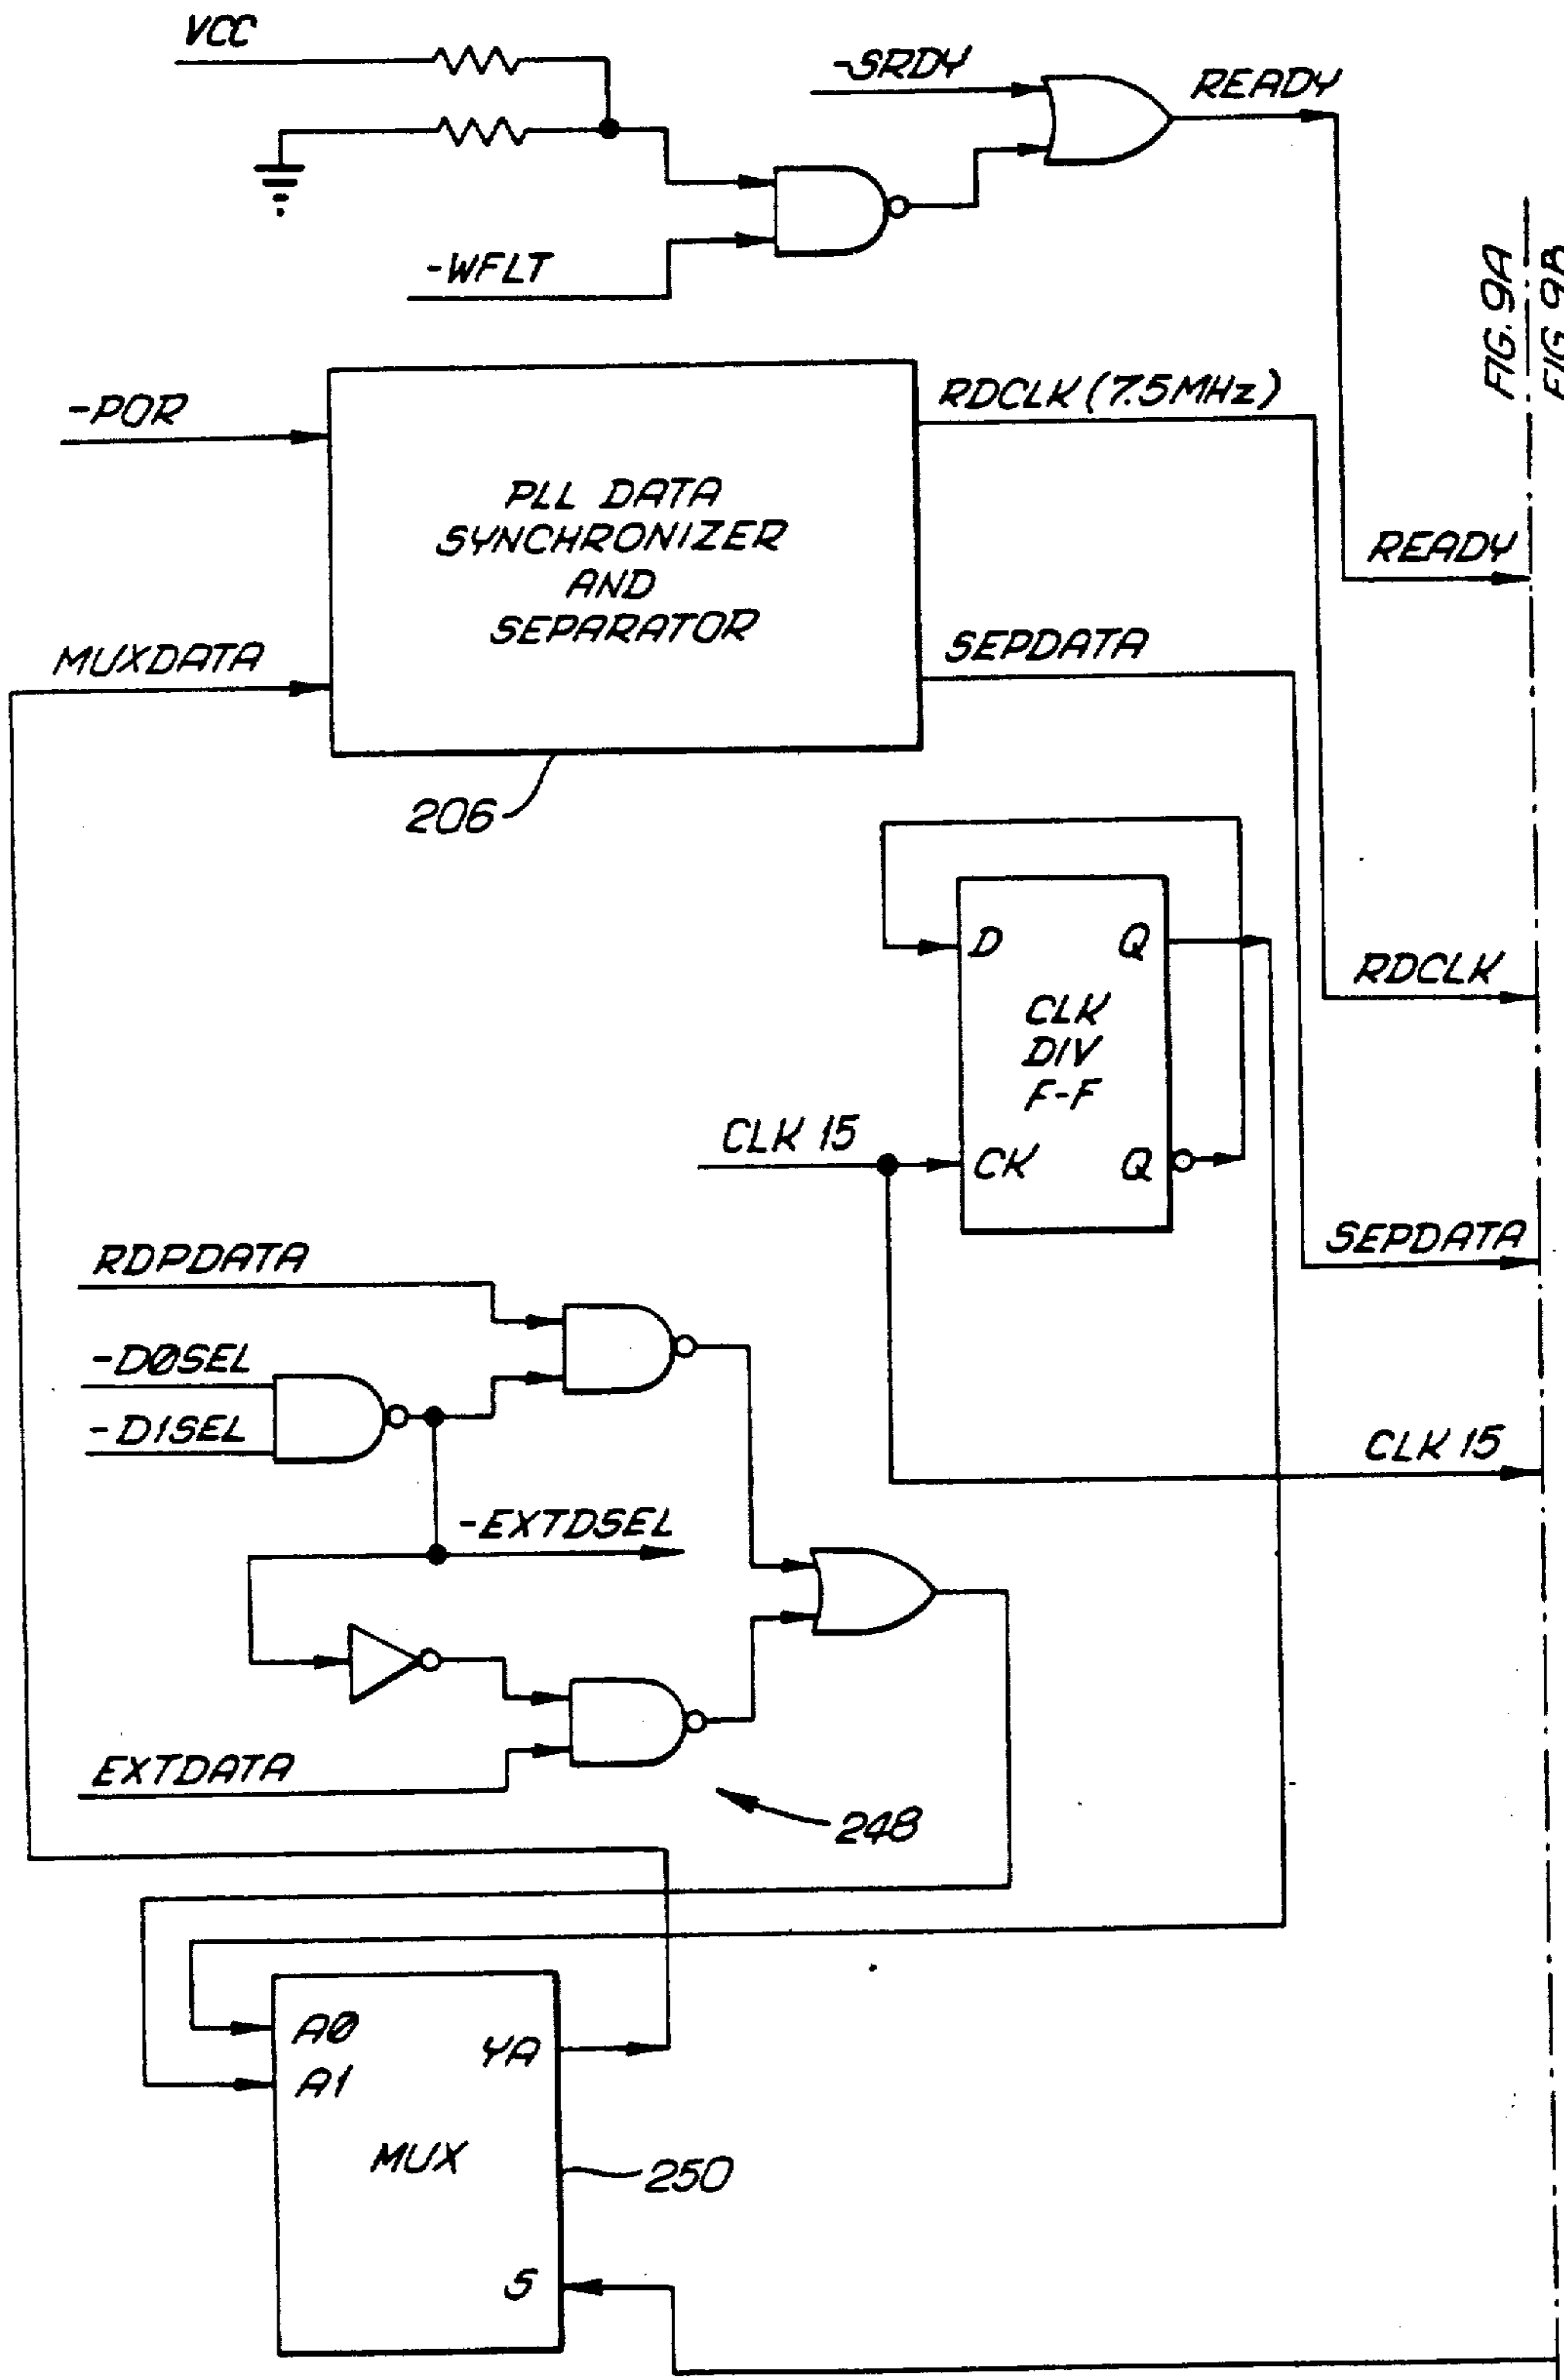 VCC
-SRDY
READY
-WFLT
FIG. 9A
FIG. 9B
-POR
RDCLK (7.5MHz)
PLL DATA
SYNCHRONIZER
AND
SEPARATOR
READY
MUXDATA
SEPDATA
206
D
Q
CLK
DIV
F-F
RDCLK
CLK 15
CK
Q
RDPDATA
SEPDATA
-DØSEL
-D1SEL
CLK 15
-EXTDSEL
EXTDATA
248
AØ
YA
A1
MUX
250
S